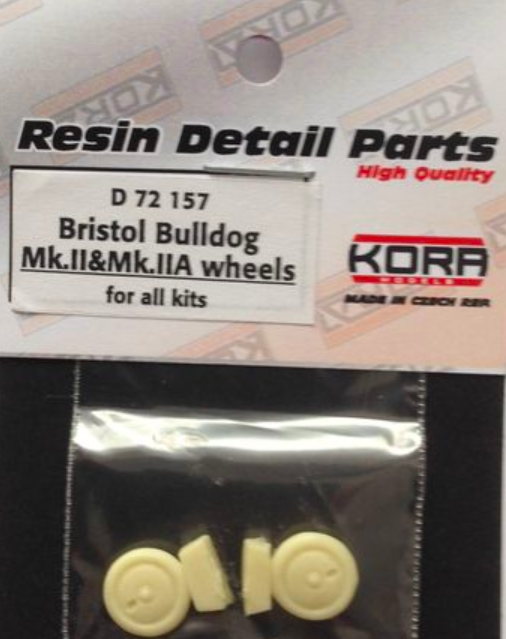 Resin Detail Parts
High Quality
D 72 157
Bristol Bulldog
Mk.II&Mk.IIA wheels
for all kits
KORA
MODELS
MADE IN CZECH REP.